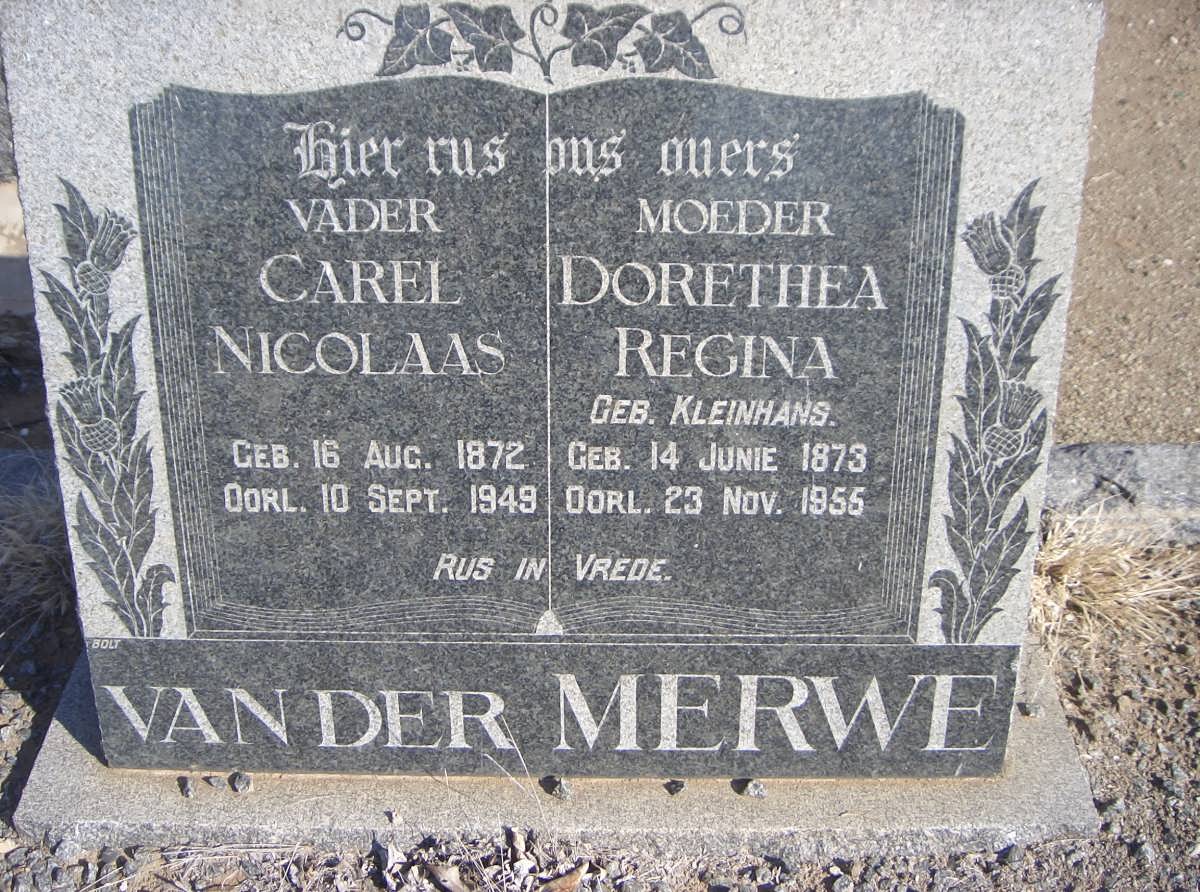 Hier rus ons ouers
VADER
CAREL
NICOLAAS
GEB. 16 AUG. 1872
OORL. 10 SEPT. 1949
MOEDER
DORETHEA
REGINA
GEB. KLEINHANS.
GEB. 14 JUNIE 1873
OORL. 23 NOV. 1955
RUS IN VREDE.
BOLT
VAN DER MERWE